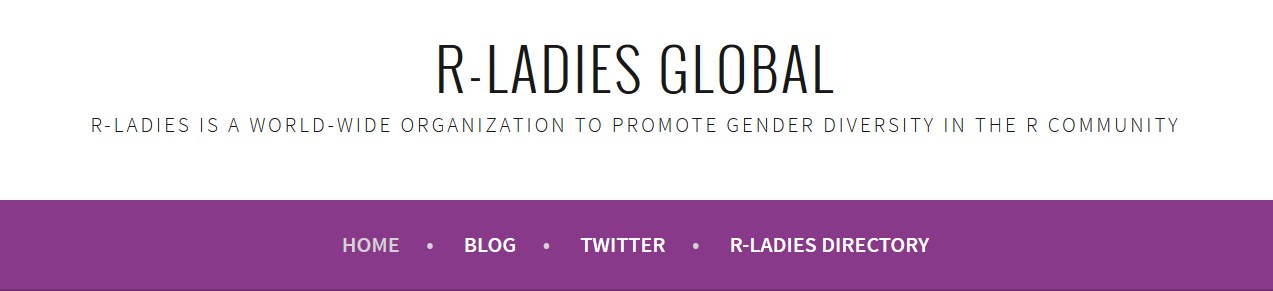 R-LADIES GLOBAL
R-LADIES IS A WORLD-WIDE ORGANIZATION TO PROMOTE GENDER DIVERSITY IN THE R COMMUNITY
HOME • BLOG • TWITTER • R-LADIES DIRECTORY